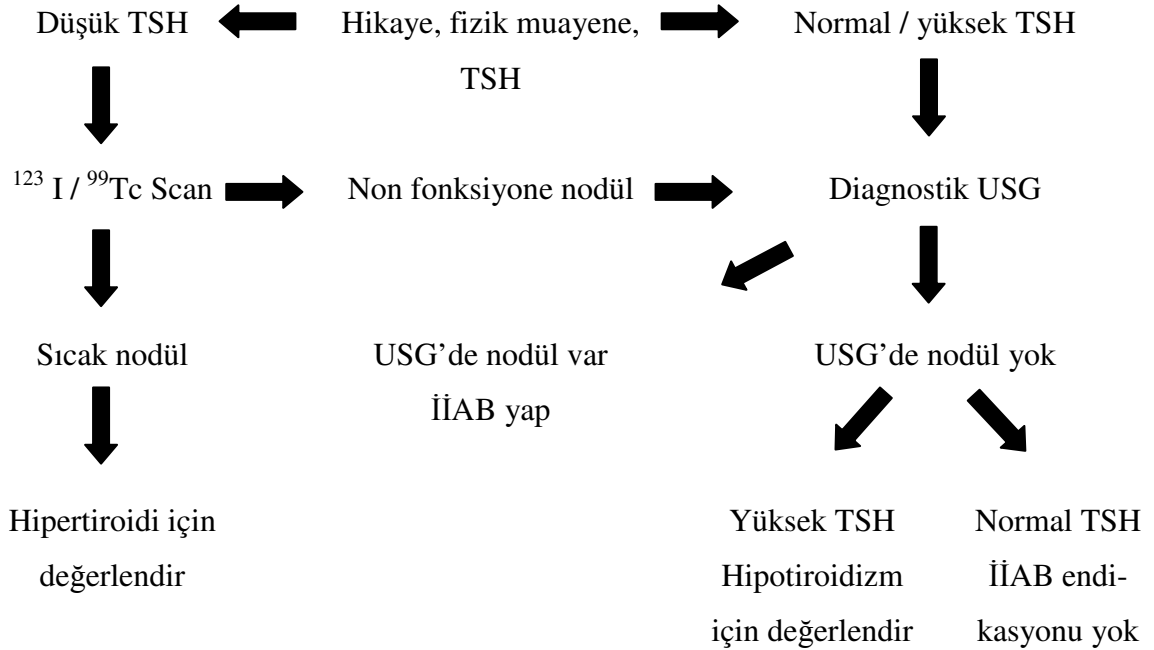 Düşük TSH
Hikaye, fizik muayene,
TSH
Normal / yüksek TSH
123 I / 99Tc Scan
Non fonksiyone nodül
Diagnostik USG
Sıcak nodül
USG’de nodül var
İİAB yap
USG’de nodül yok
Hipertiroidi için
değerlendir
Yüksek TSH
Hipotiroidizm
için değerlendir
Normal TSH
İİAB endi-
kasyonu yok